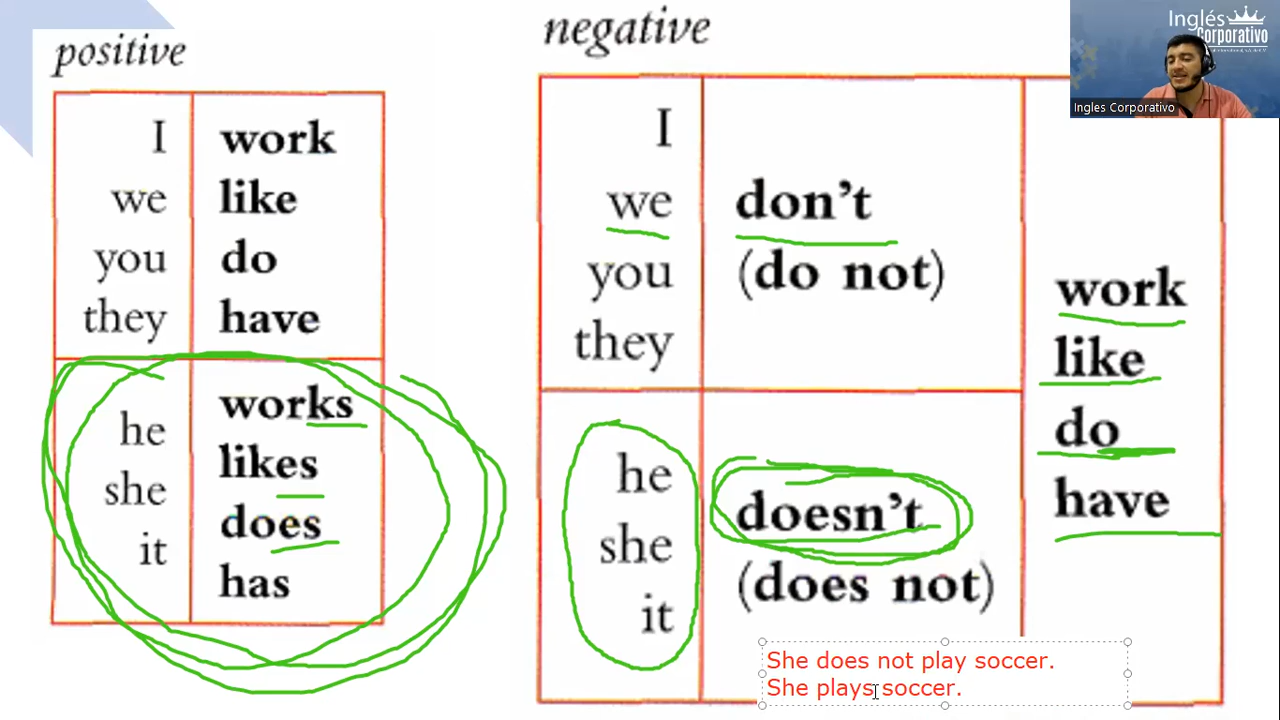 positive
I work
we like
you do
they have
he works
she likes
it does
has
negative
I
we don't
you (do not)
they
he
she doesn't
it (does not)
work
like
do
have
She does not play soccer.
She plays soccer.
Inglés
Corporativo
Ingles Corporativo